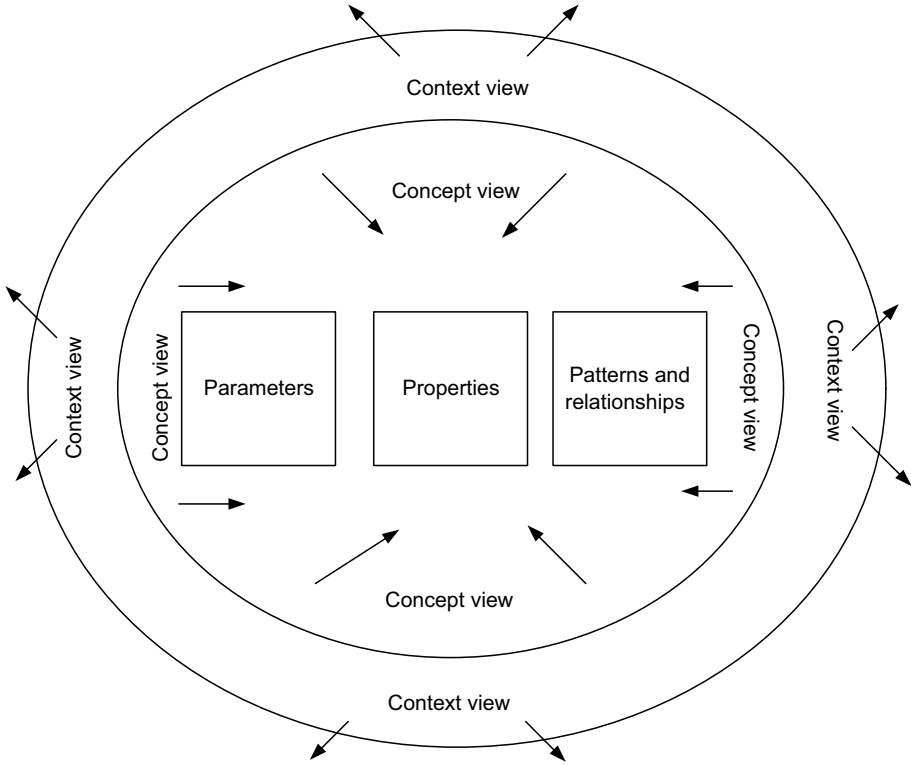 Context view
Concept view
Context view
Concept view
Parameters
Properties
Patterns and
relationships
Concept view
Context view
Concept view
Context view